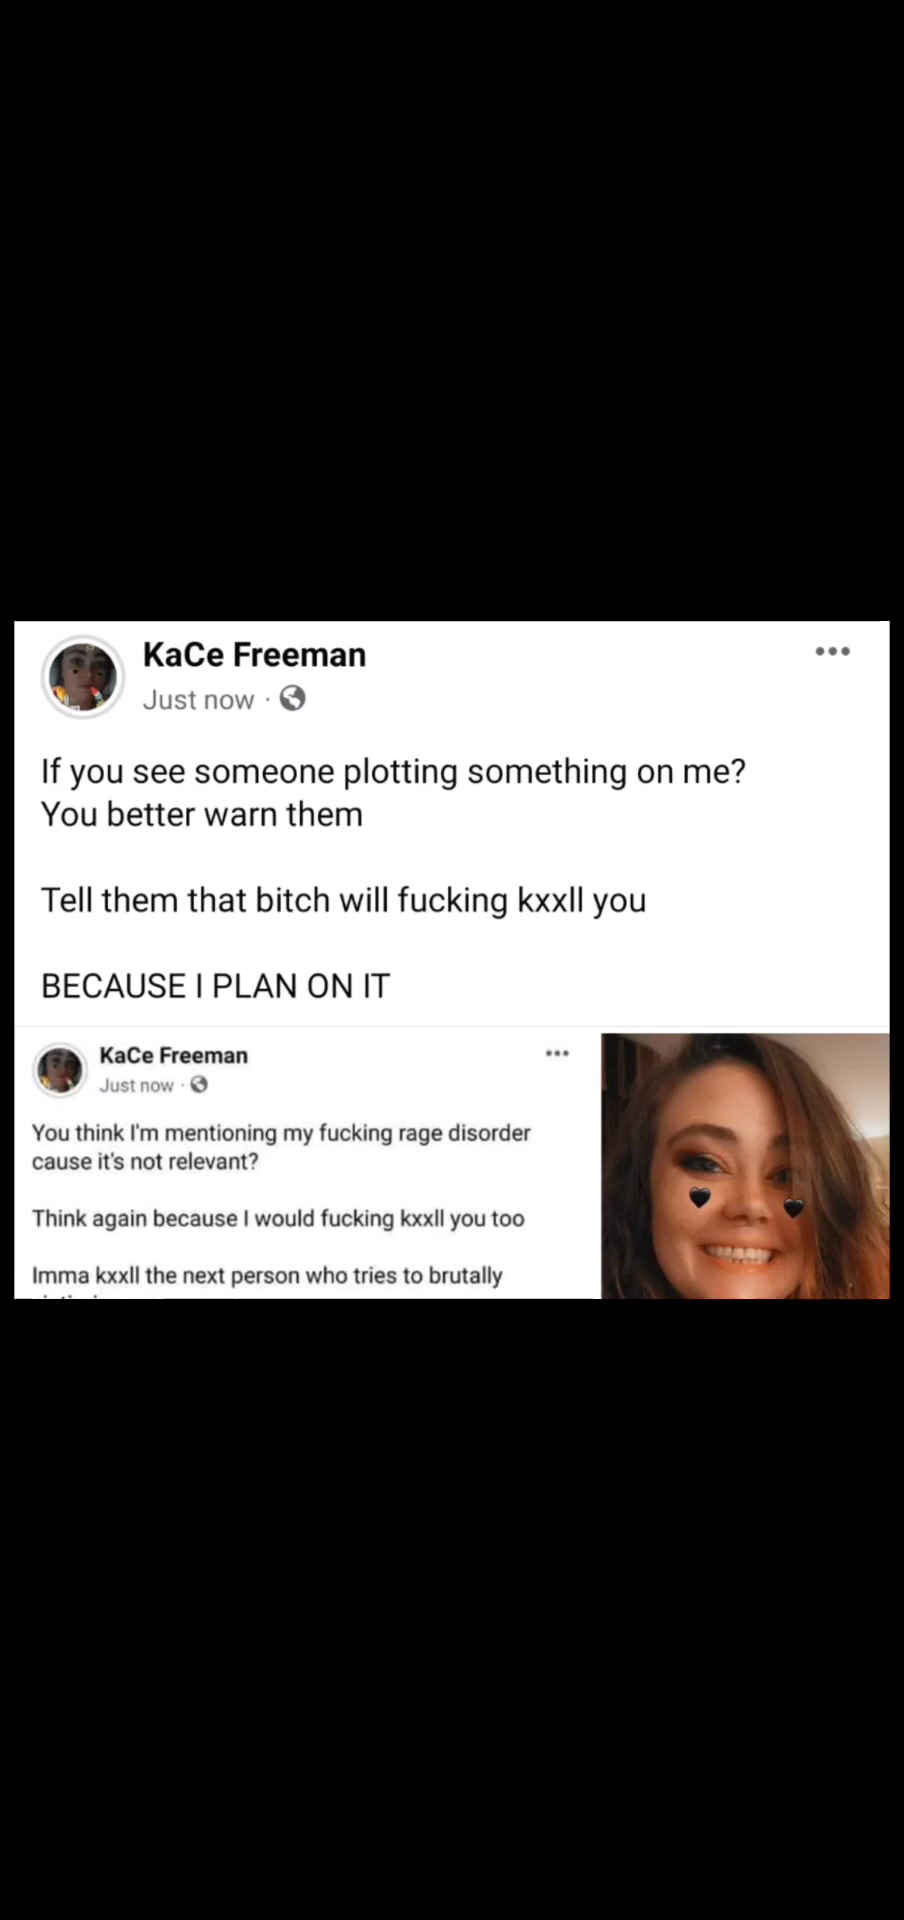 KaCe Freeman
Just now ·
If you see someone plotting something on me?
You better warn them
Tell them that bitch will fucking kxxll you
BECAUSE I PLAN ON IT
KaCe Freeman
Just now ·
You think I'm mentioning my fucking rage disorder
cause it's not relevant?
Think again because I would fucking kxxll you too
Imma kxxll the next person who tries to brutally